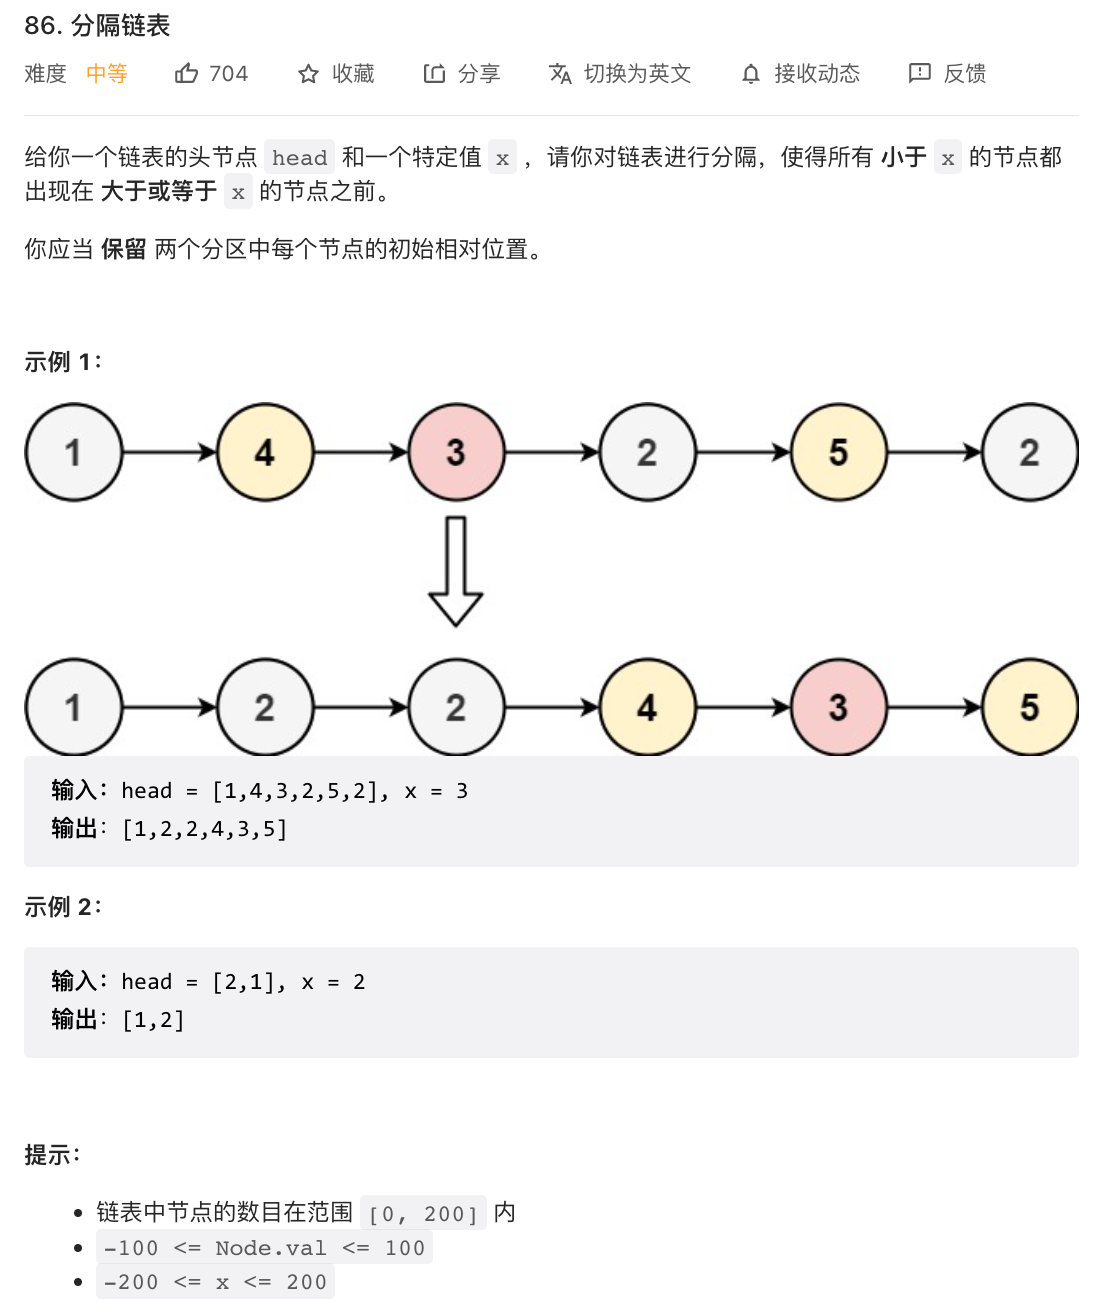 86. 分隔链表
难度 中等 704 收藏 分享 切换为英文 接收动态 反馈
给你一个链表的头节点 head 和一个特定值 x ，请你对链表进行分隔，使得所有 小于 x 的节点都
出现在 大于或等于 x 的节点之前。
你应当 保留 两个分区中每个节点的初始相对位置。
示例 1：
1 4 3 2 5 2
1 2 2 4 3 5
输入：head = [1,4,3,2,5,2], x = 3
输出：[1,2,2,4,3,5]
示例 2：
输入：head = [2,1], x = 2
输出：[1,2]
提示：
• 链表中节点的数目在范围 [0, 200] 内
• -100 <= Node.val <= 100
• -200 <= x <= 200